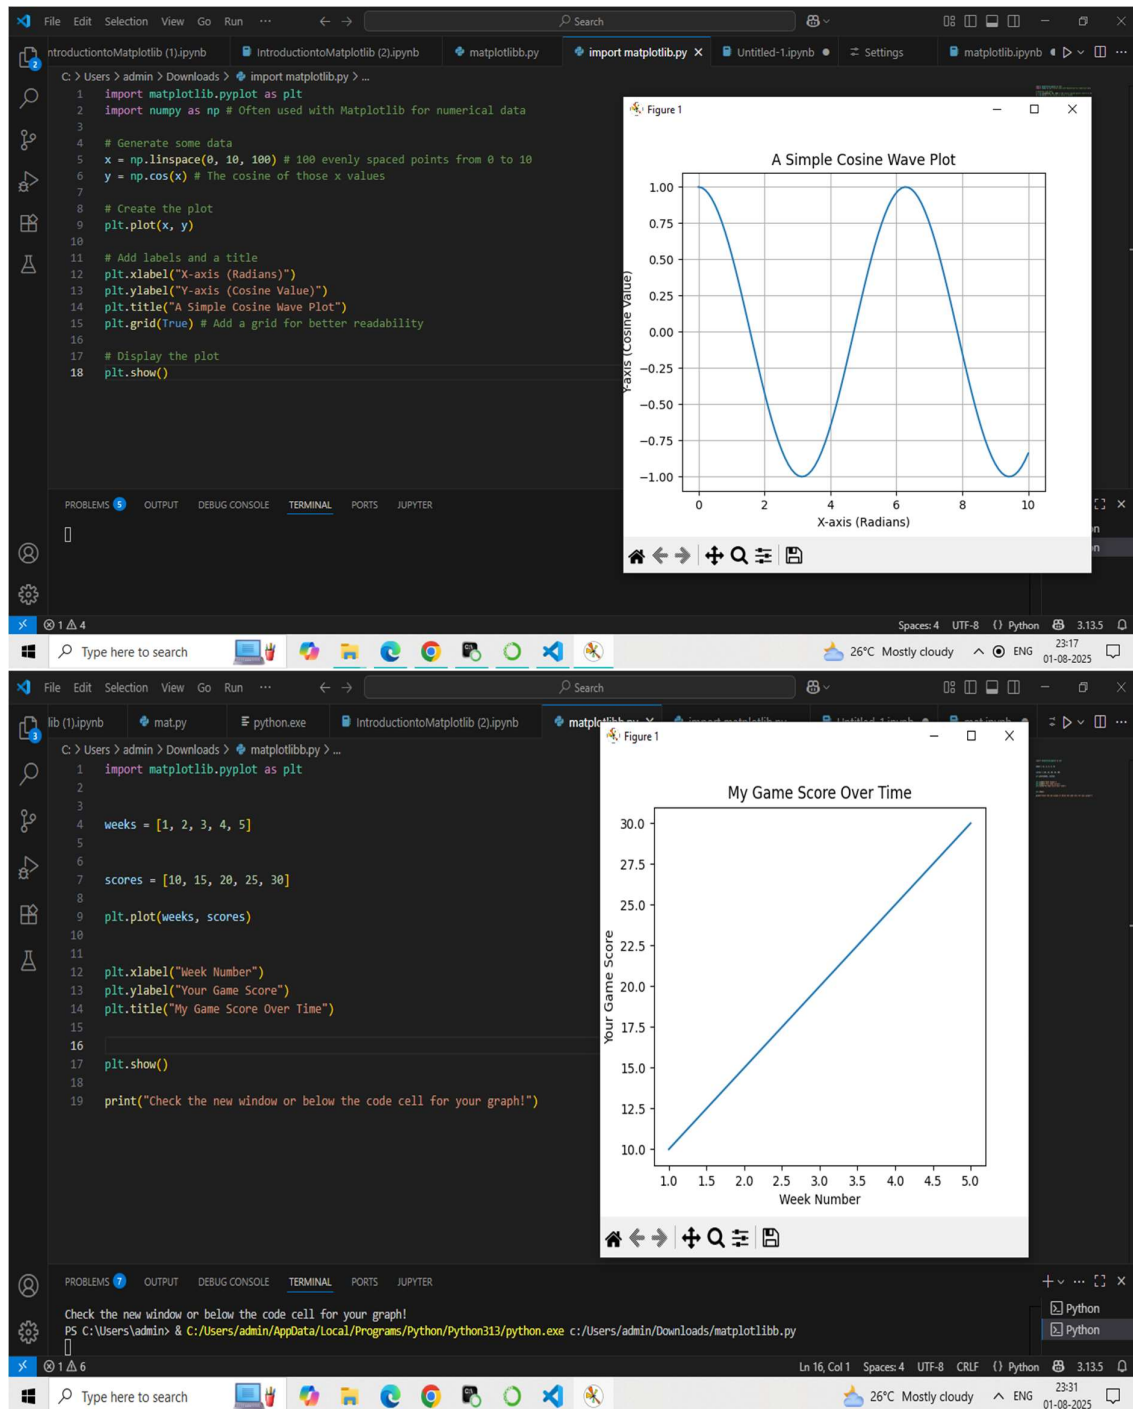 File Edit Selection View Go Run ··· Search
ntroductiontoMatplotlib (1).ipynb IntroductiontoMatplotlib (2).ipynb matplotlibb.py import matplotlib.py Untitled-1.ipynb Settings matplotlib.ipynb
C: > Users > admin > Downloads > import matplotlib.py > ...
1 import matplotlib.pyplot as plt
2 import numpy as np # Often used with Matplotlib for numerical data
3
4 # Generate some data
5 x = np.linspace(0, 10, 100) # 100 evenly spaced points from 0 to 10
6 y = np.cos(x) # The cosine of those x values
7
8 # Create the plot
9 plt.plot(x, y)
10
11 # Add labels and a title
12 plt.xlabel("X-axis (Radians)")
13 plt.ylabel("Y-axis (Cosine Value)")
14 plt.title("A Simple Cosine Wave Plot")
15 plt.grid(True) # Add a grid for better readability
16
17 # Display the plot
18 plt.show()
Figure 1
A Simple Cosine Wave Plot
1.00
0.75
0.50
0.25
0.00
−0.25
−0.50
−0.75
−1.00
Y-axis (Cosine Value)
0 2 4 6 8 10
X-axis (Radians)
PROBLEMS 5 OUTPUT DEBUG CONSOLE TERMINAL PORTS JUPYTER
1 4 Spaces: 4 UTF-8 {} Python 3.13.5
Type here to search 26°C Mostly cloudy ENG 23:17
01-08-2025
File Edit Selection View Go Run ··· Search
lib (1).ipynb mat.py python.exe IntroductiontoMatplotlib (2).ipynb
C: > Users > admin > Downloads > matplotlibb.py > ...
1 import matplotlib.pyplot as plt
2
3
4 weeks = [1, 2, 3, 4, 5]
5
6
7 scores = [10, 15, 20, 25, 30]
8
9 plt.plot(weeks, scores)
10
11
12 plt.xlabel("Week Number")
13 plt.ylabel("Your Game Score")
14 plt.title("My Game Score Over Time")
15
16
17 plt.show()
18
19 print("Check the new window or below the code cell for your graph!")
Figure 1
My Game Score Over Time
30.0
27.5
25.0
22.5
20.0
17.5
15.0
12.5
10.0
Your Game Score
1.0 1.5 2.0 2.5 3.0 3.5 4.0 4.5 5.0
Week Number
PROBLEMS 7 OUTPUT DEBUG CONSOLE TERMINAL PORTS JUPYTER
Check the new window or below the code cell for your graph!
PS C:\Users\admin> & C:/Users/admin/AppData/Local/Programs/Python/Python313/python.exe c:/Users/admin/Downloads/matplotlibb.py
Python
Python
1 6 Ln 16, Col 1 Spaces: 4 UTF-8 CRLF {} Python 3.13.5
Type here to search 26°C Mostly cloudy ENG 23:31
01-08-2025